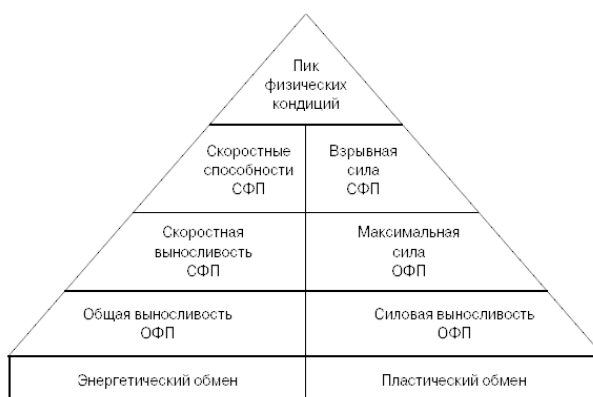 Пик
физических
кондиций
Скоростные
способности
СФП
Взрывная
сила
СФП
Скоростная
выносливость
СФП
Максимальная
сила
ОФП
Общая выносливость
ОФП
Силовая выносливость
ОФП
Энергетический обмен
Пластический обмен